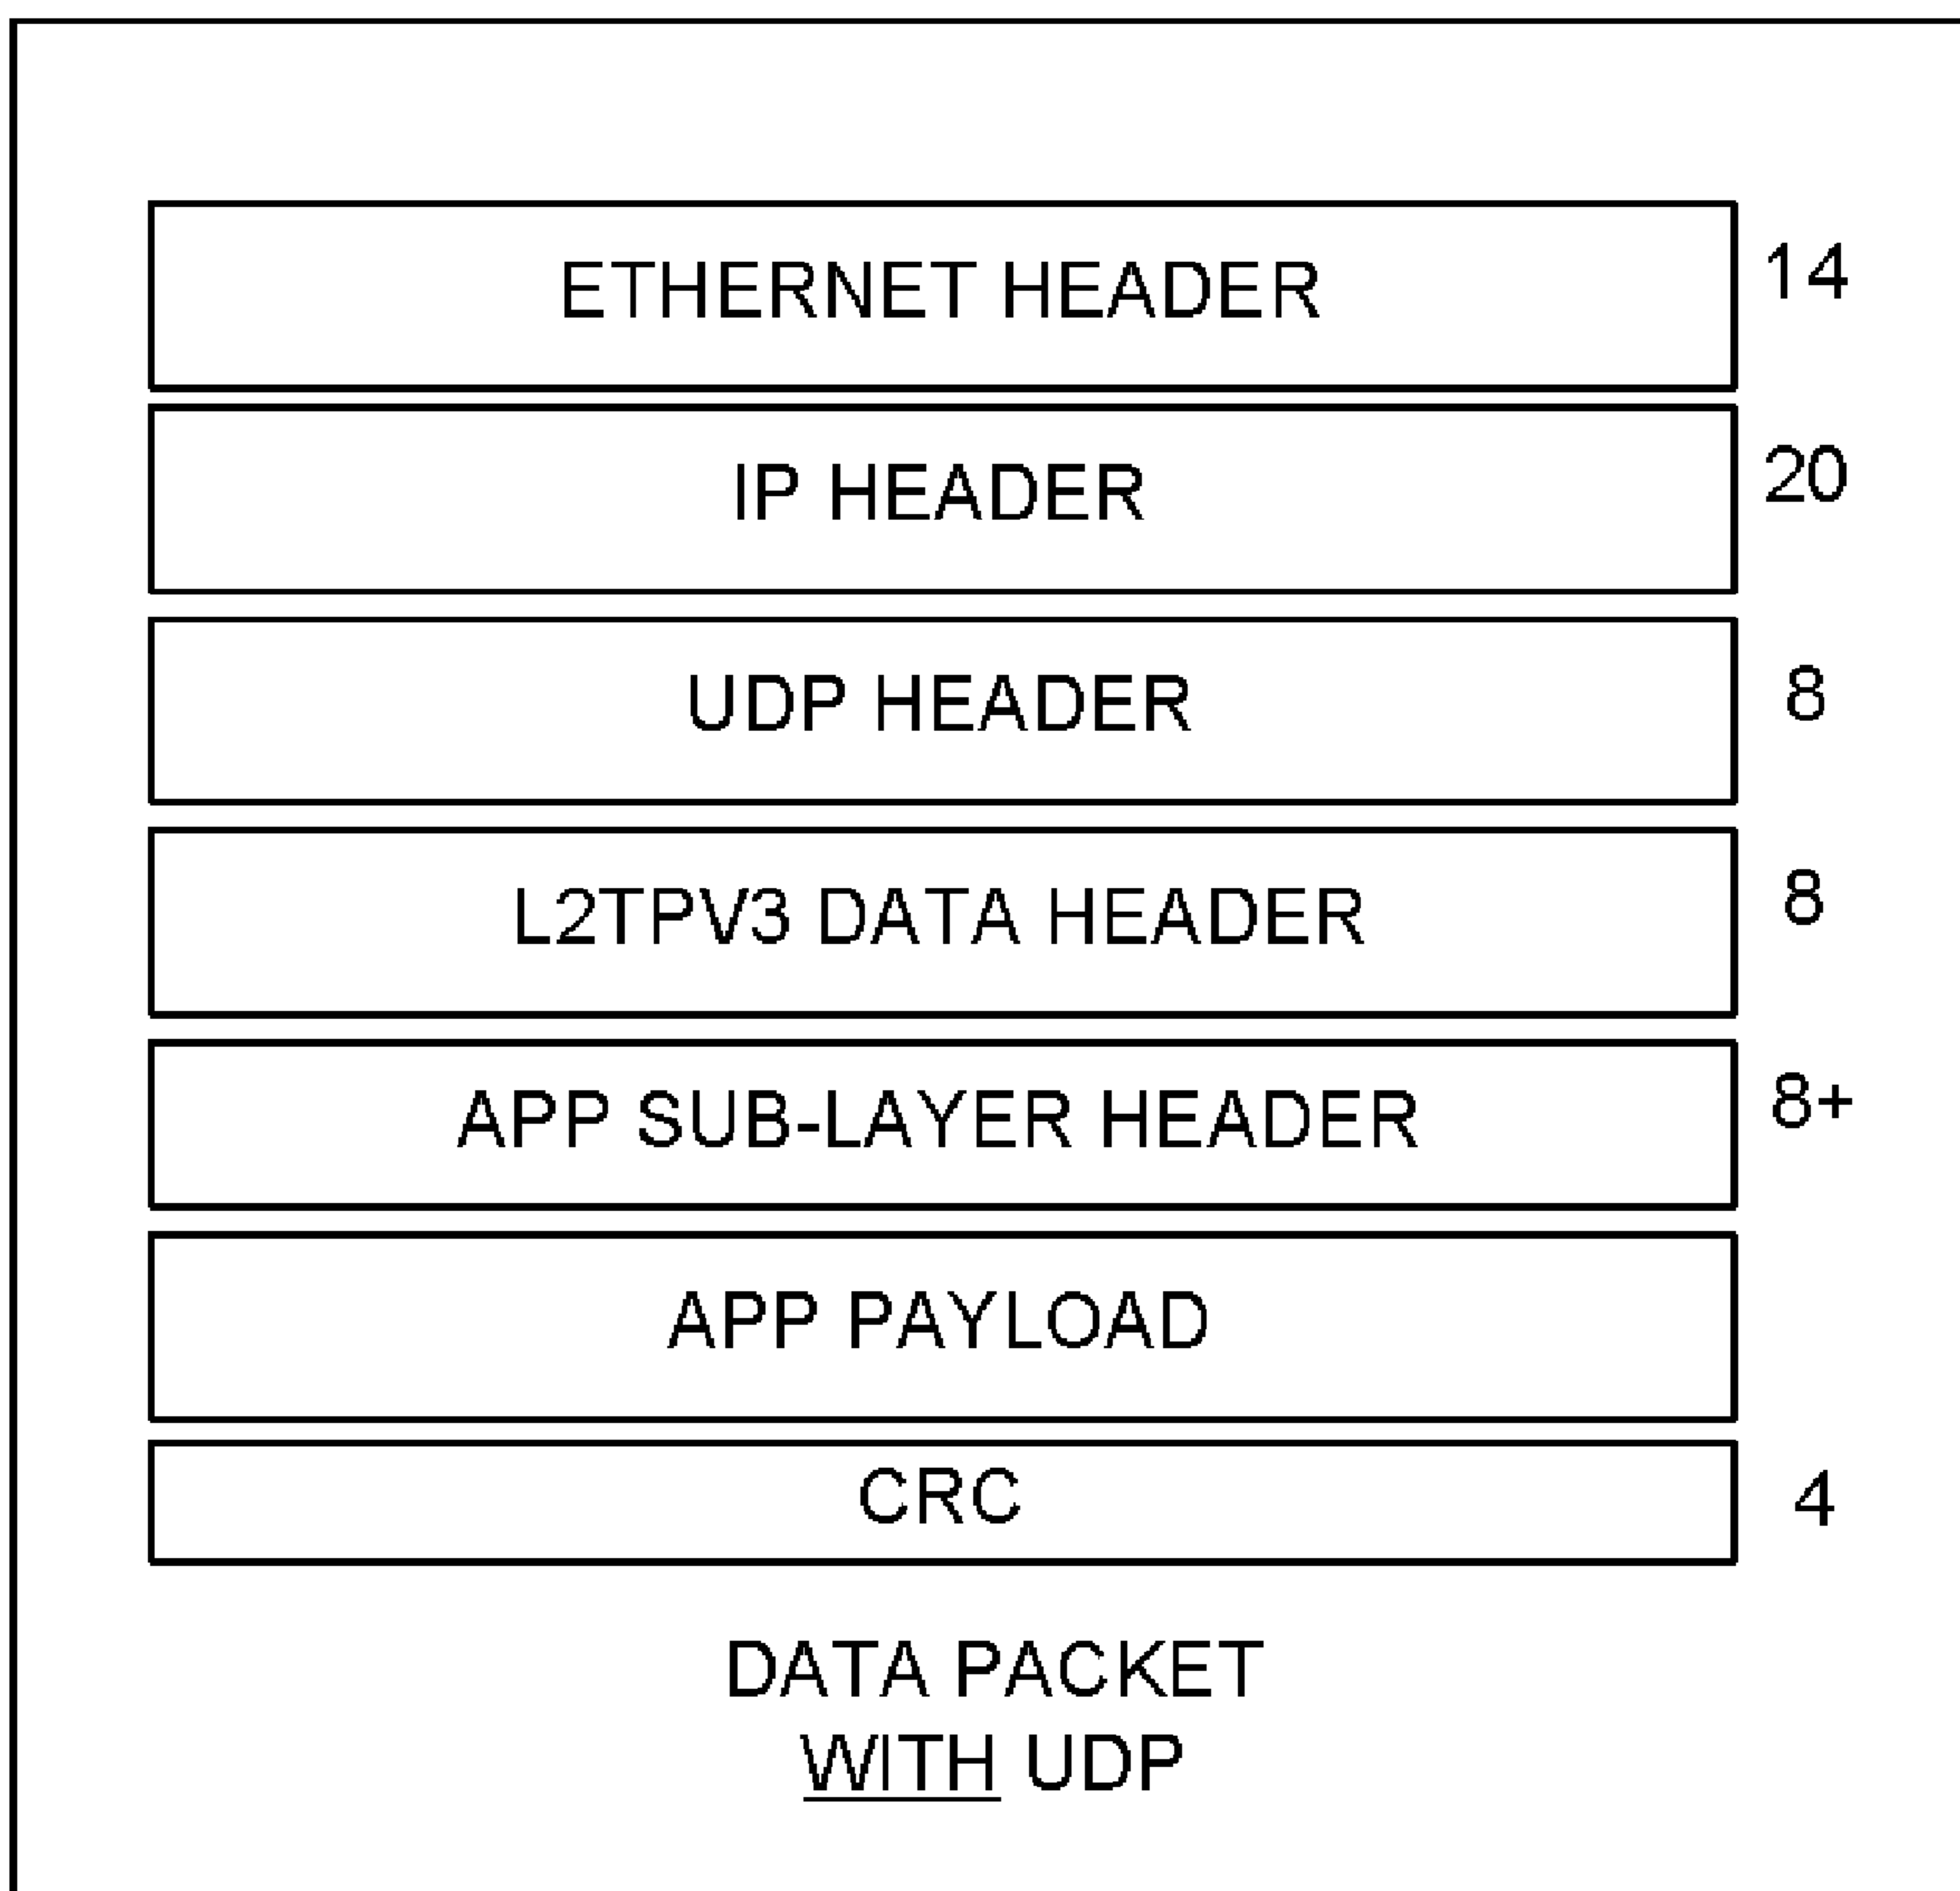 ETHERNET HEADER 14
IP HEADER 20
UDP HEADER 8
L2TPV3 DATA HEADER 8
APP SUB-LAYER HEADER 8+
APP PAYLOAD
CRC 4
DATA PACKET
WITH UDP